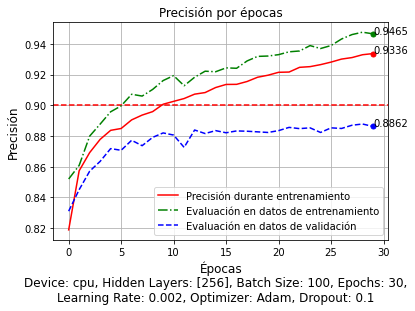 Precisión por épocas
Precisión
0.94
0.92
0.90
0.88
0.86
0.84
0.82
0.9465
0.9336
0.8862
Precisión durante entrenamiento
Evaluación en datos de entrenamiento
Evaluación en datos de validación
0
5
10
15
20
25
30
Épocas
Device: cpu, Hidden Layers: [256], Batch Size: 100, Epochs: 30,
Learning Rate: 0.002, Optimizer: Adam, Dropout: 0.1